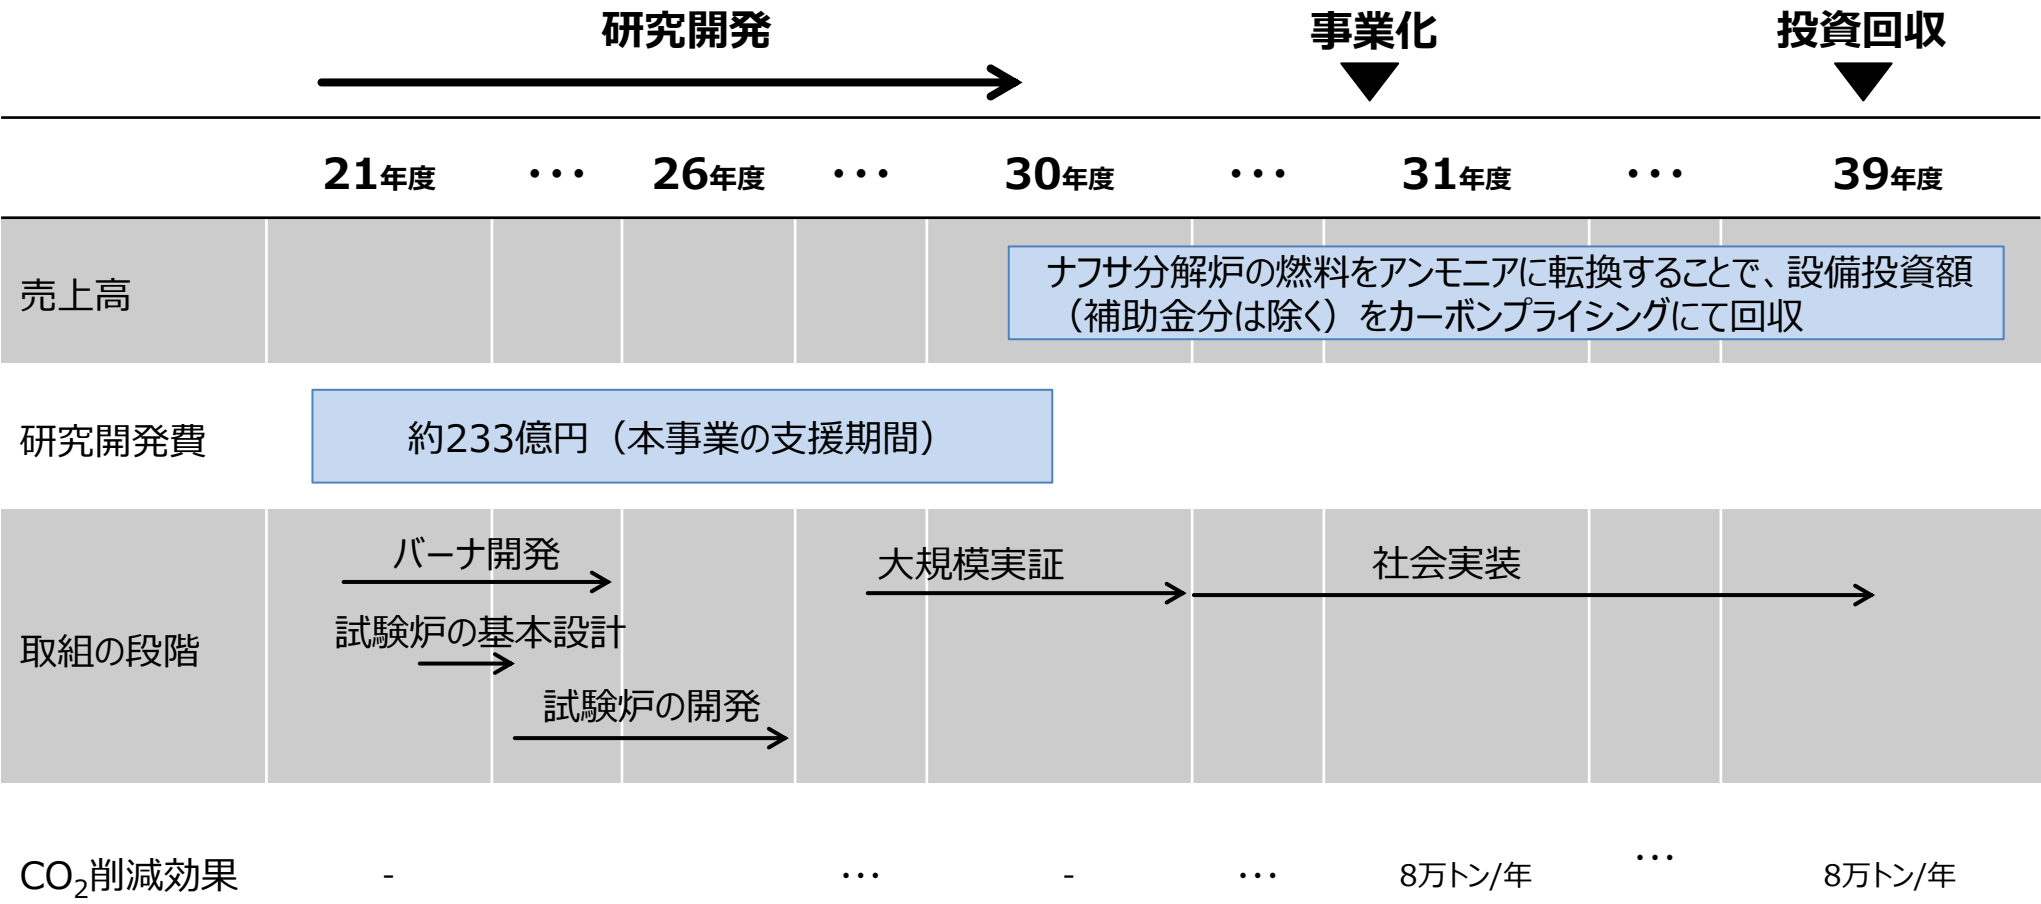 研究開発 事業化 投資回収
21年度 ・・・ 26年度 ・・・ 30年度 ・・・ 31年度 ・・・ 39年度
売上高
ナフサ分解炉の燃料をアンモニアに転換することで、設備投資額
（補助金分は除く）をカーボンプライシングにて回収
研究開発費
約233億円（本事業の支援期間）
取組の段階
バーナ開発
大規模実証
社会実装
試験炉の基本設計
試験炉の開発
CO₂削減効果 - ・・・ - ・・・ 8万トン/年 ・・・ 8万トン/年